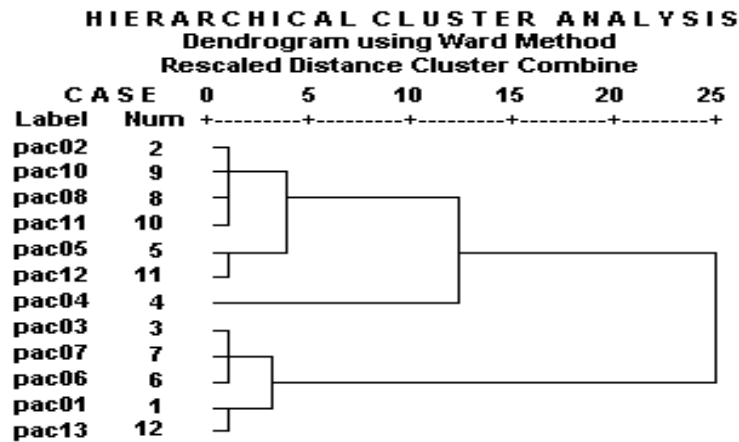 HIERARCHICAL CLUSTER ANALYSIS
Dendrogram using Ward Method
Rescaled Distance Cluster Combine
CASE 0 5 10 15 20 25
Label Num +---------+---------+---------+---------+---------+
pac02 2
pac10 9
pac08 8
pac11 10
pac05 5
pac12 11
pac04 4
pac03 3
pac07 7
pac06 6
pac01 1
pac13 12